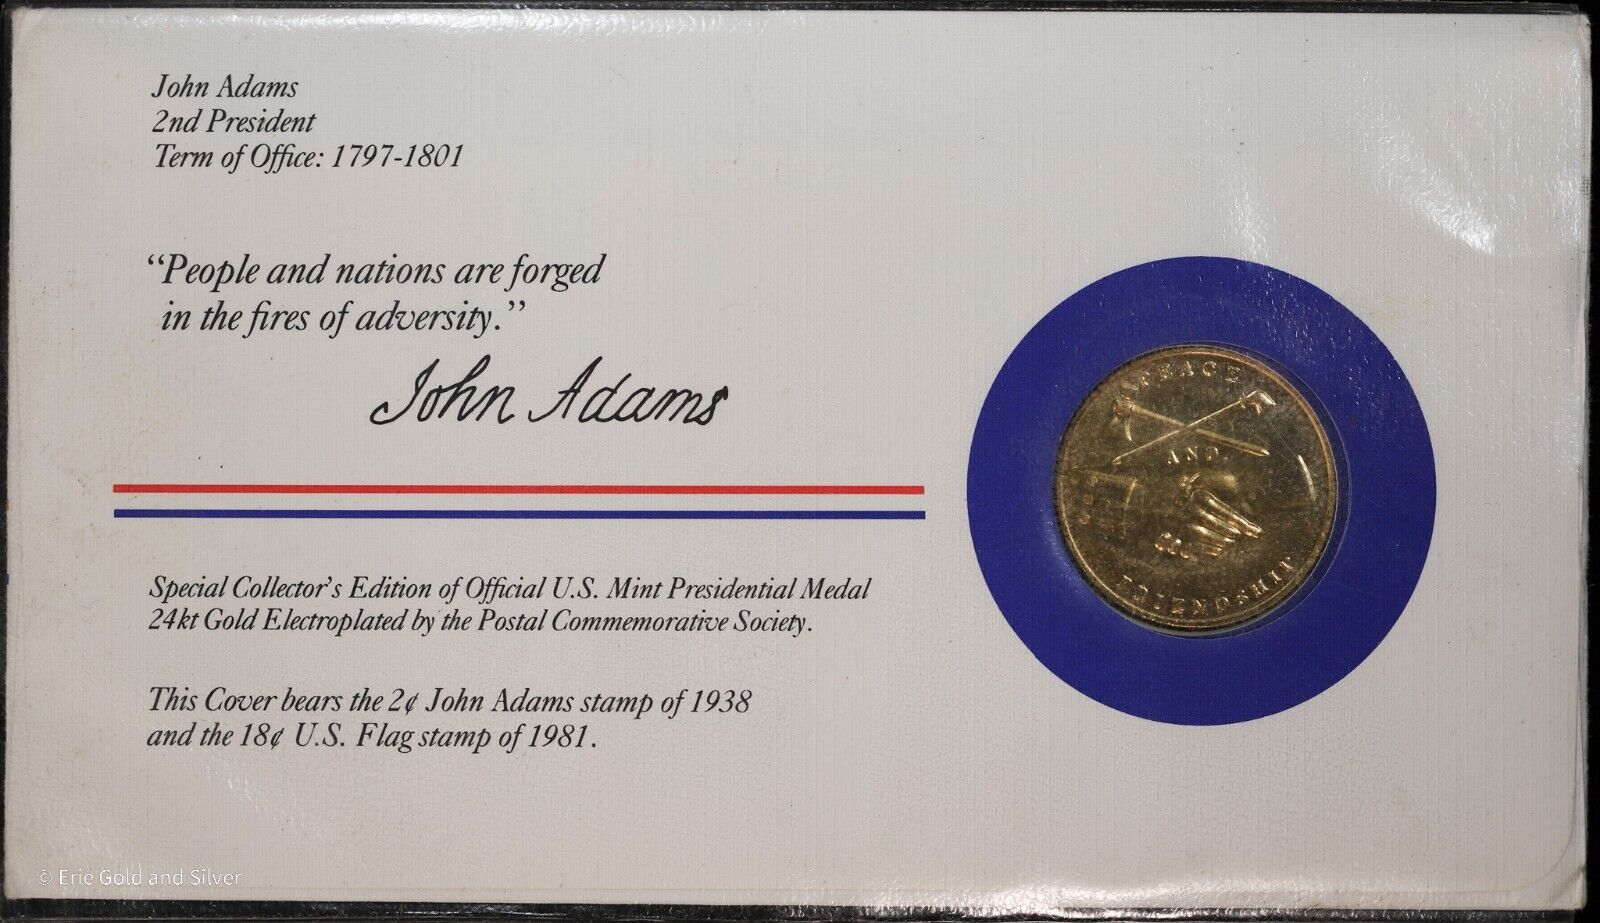 John Adams
2nd President
Term of Office: 1797-1801
“People and nations are forged
in the fires of adversity.”
John Adams
Special Collector's Edition of Official U.S. Mint Presidential Medal
24kt Gold Electroplated by the Postal Commemorative Society.
This Cover bears the 2¢ John Adams stamp of 1938
and the 18¢ U.S. Flag stamp of 1981.
PEACE
AND
FRIENDSHIP
© Erie Gold and Silver